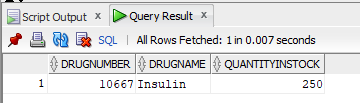 Script Output Query Result
SQL All Rows Fetched: 1 in 0.007 seconds
DRUGNUMBER DRUGNAME QUANTITYINSTOCK
1 10667 Insulin 250